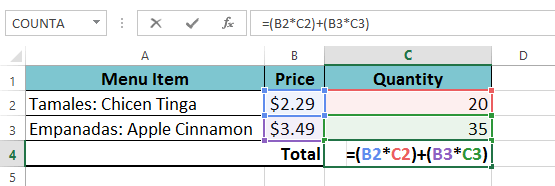 COUNTA fx =(B2*C2)+(B3*C3)
A B C D
1 Menu Item Price Quantity
2 Tamales: Chicen Tinga $2.29 20
3 Empanadas: Apple Cinnamon $3.49 35
4 Total =(B2*C2)+(B3*C3)
5